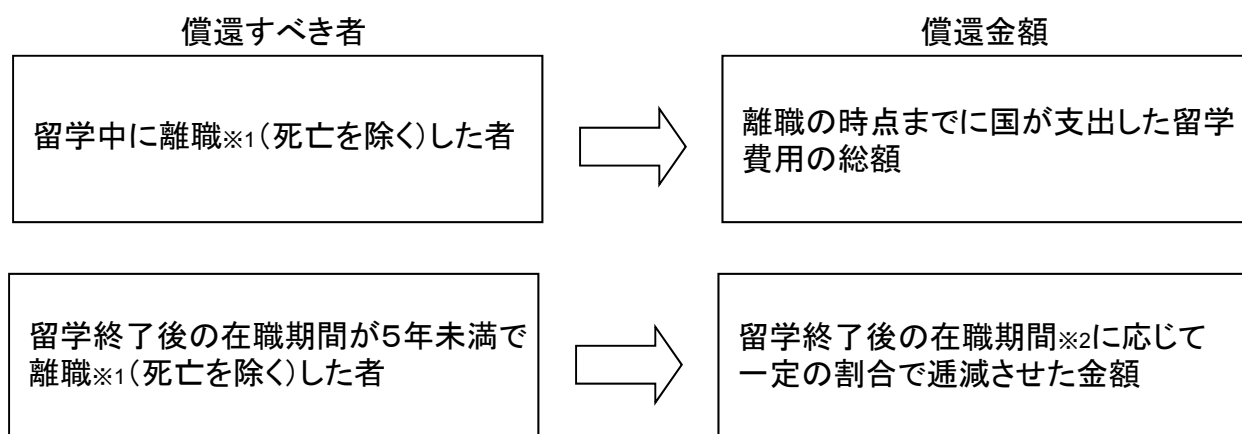 償還すべき者
償還金額
留学中に離職※1(死亡を除く)した者
離職の時点までに国が支出した留学
費用の総額
留学終了後の在職期間が5年未満で
離職※1(死亡を除く)した者
留学終了後の在職期間※2に応じて
一定の割合で逓減させた金額